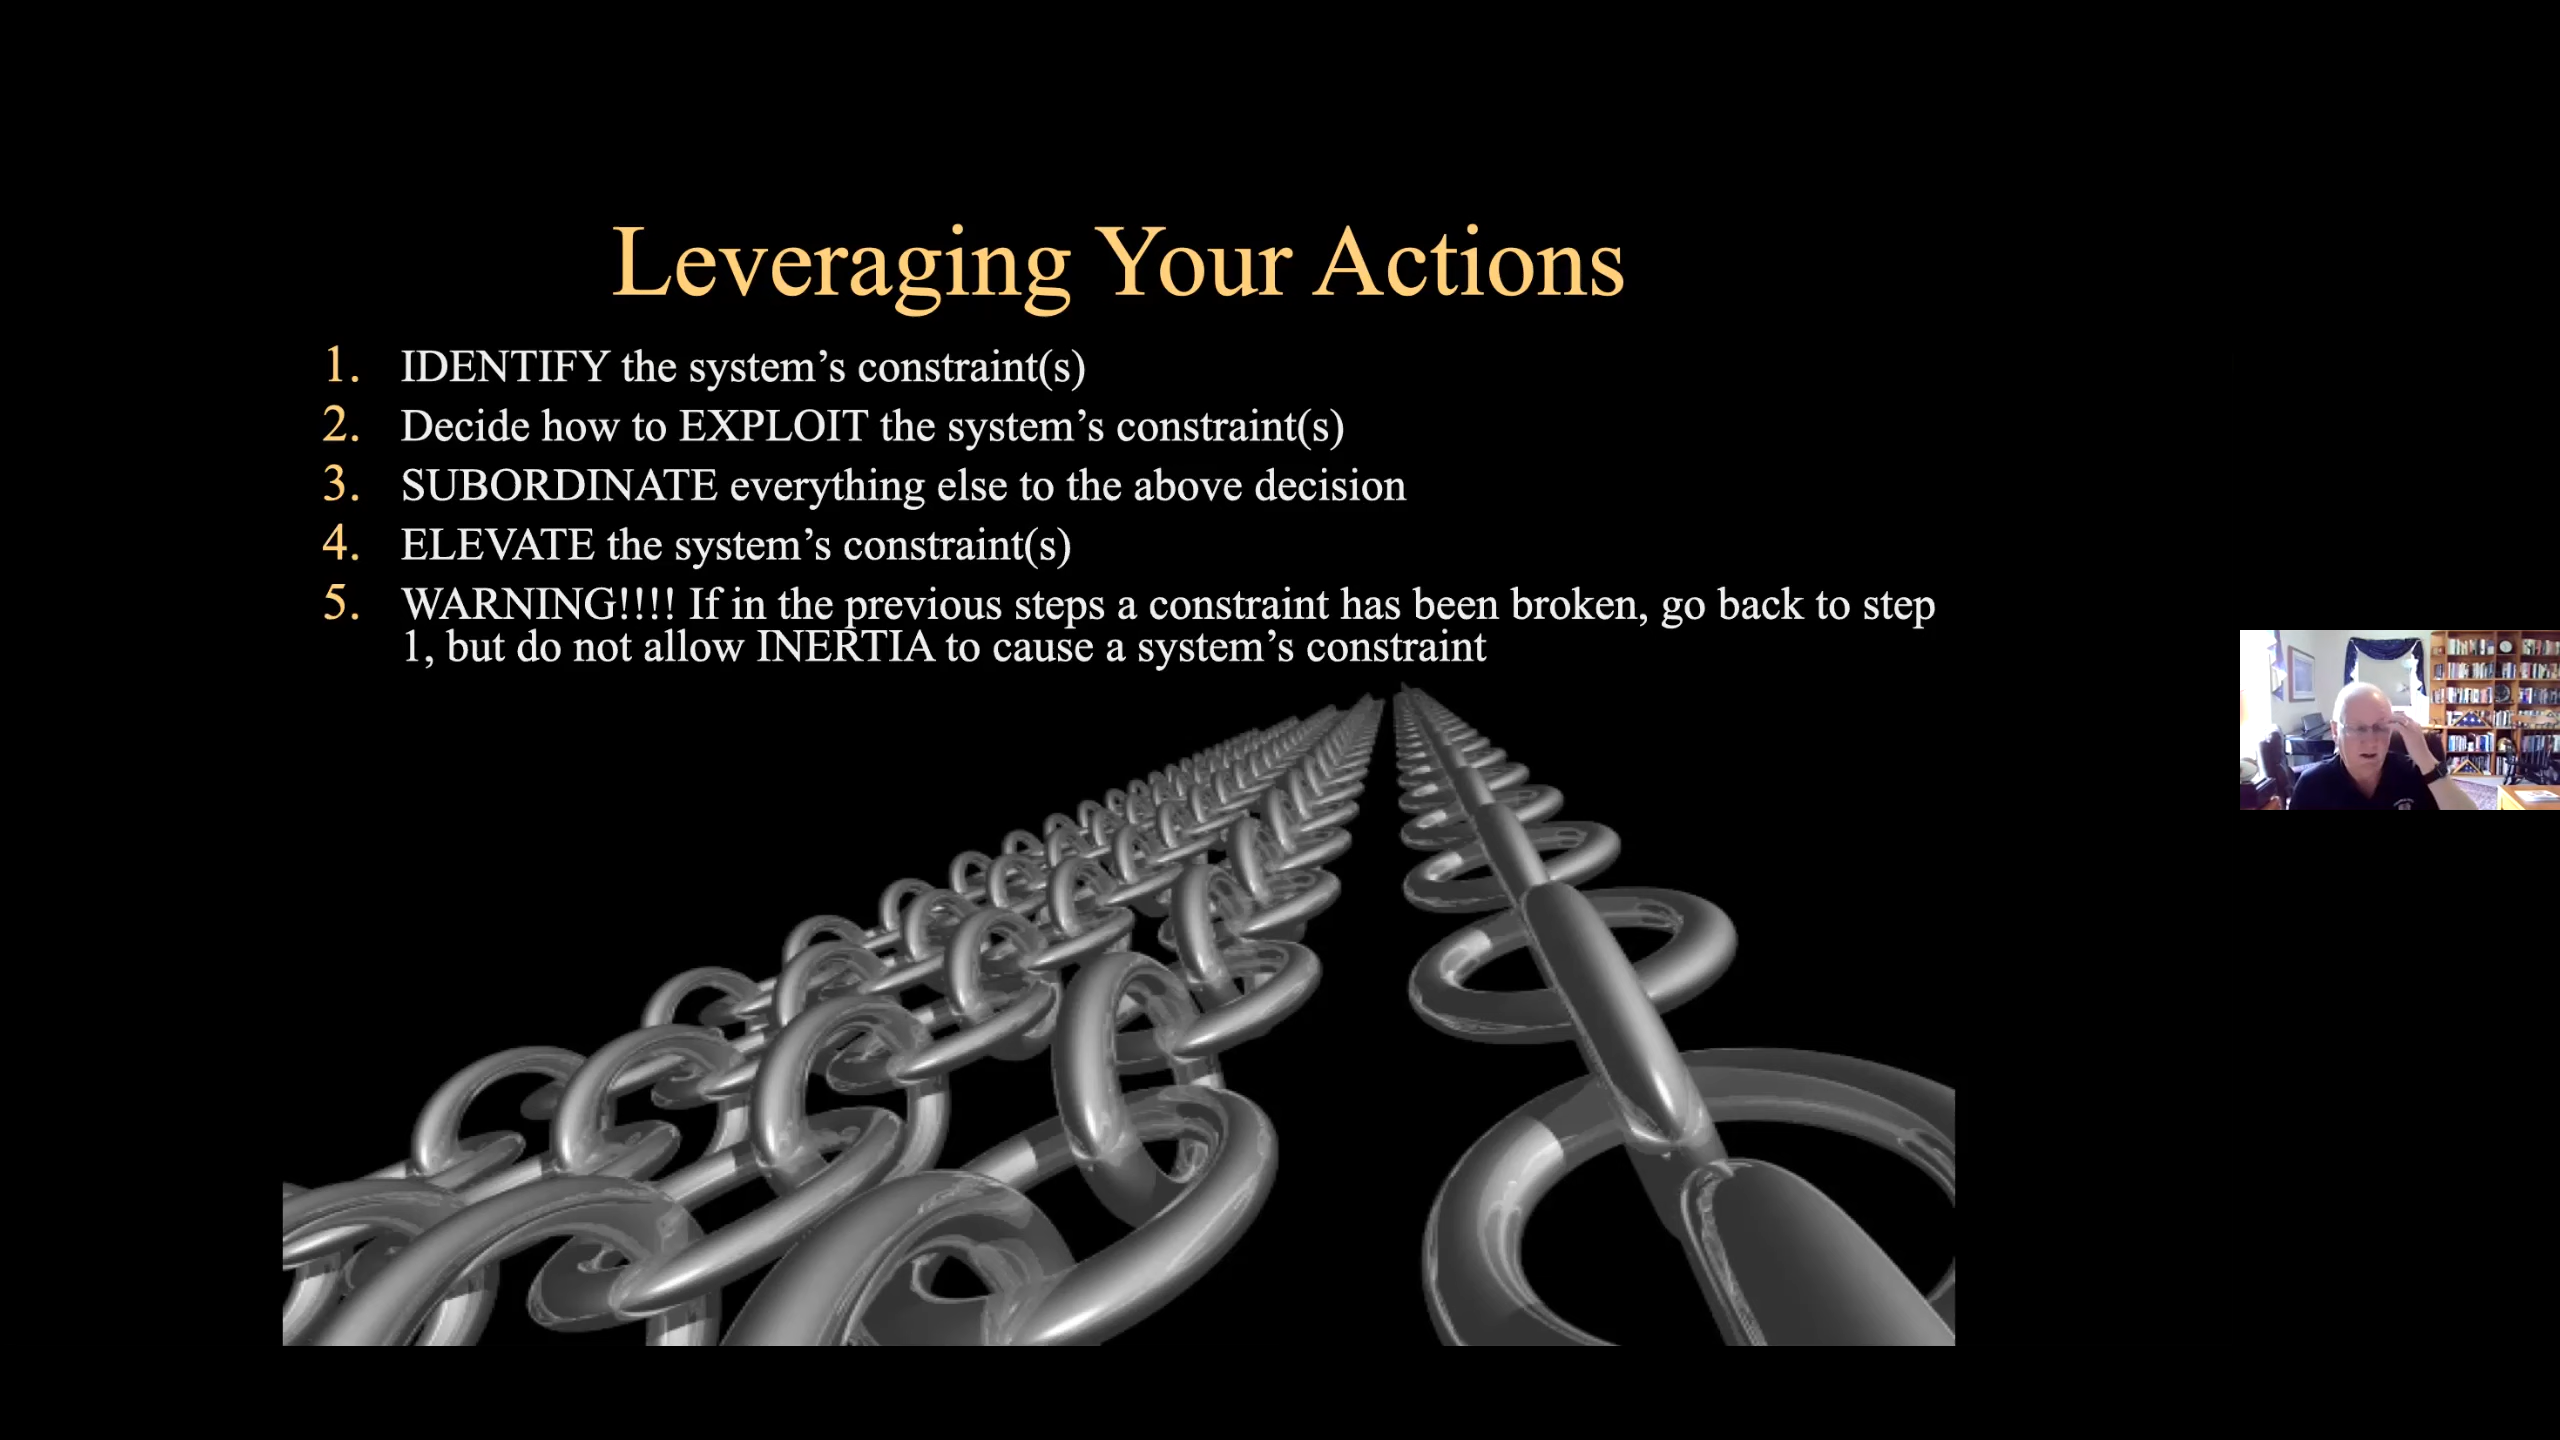 Leveraging Your Actions
1. IDENTIFY the system’s constraint(s)
2. Decide how to EXPLOIT the system’s constraint(s)
3. SUBORDINATE everything else to the above decision
4. ELEVATE the system’s constraint(s)
5. WARNING!!!! If in the previous steps a constraint has been broken, go back to step
1, but do not allow INERTIA to cause a system’s constraint